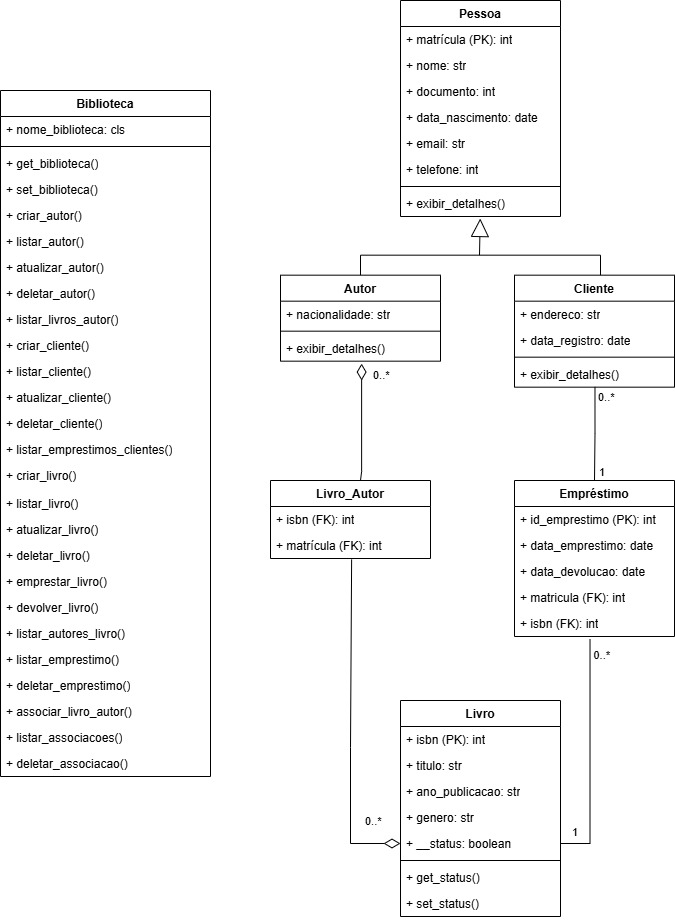 Pessoa
+ matrícula (PK): int
+ nome: str
+ documento: int
+ data_nascimento: date
+ email: str
+ telefone: int
+ exibir_detalhes()
Biblioteca
+ nome_biblioteca: cls
+ get_biblioteca()
+ set_biblioteca()
+ criar_autor()
+ listar_autor()
+ atualizar_autor()
+ deletar_autor()
+ listar_livros_autor()
+ criar_cliente()
+ listar_cliente()
+ atualizar_cliente()
+ deletar_cliente()
+ listar_emprestimos_clientes()
+ criar_livro()
+ listar_livro()
+ atualizar_livro()
+ deletar_livro()
+ emprestar_livro()
+ devolver_livro()
+ listar_autores_livro()
+ listar_emprestimo()
+ deletar_emprestimo()
+ associar_livro_autor()
+ listar_associacoes()
+ deletar_associacao()
Autor
+ nacionalidade: str
+ exibir_detalhes()
0..*
Cliente
+ endereco: str
+ data_registro: date
+ exibir_detalhes()
0..*
1
Livro_Autor
+ isbn (FK): int
+ matrícula (FK): int
Empréstimo
+ id_emprestimo (PK): int
+ data_emprestimo: date
+ data_devolucao: date
+ matricula (FK): int
+ isbn (FK): int
0..*
Livro
+ isbn (PK): int
+ titulo: str
+ ano_publicacao: str
+ genero: str
+ __status: boolean
+ get_status()
+ set_status()
0..*
1